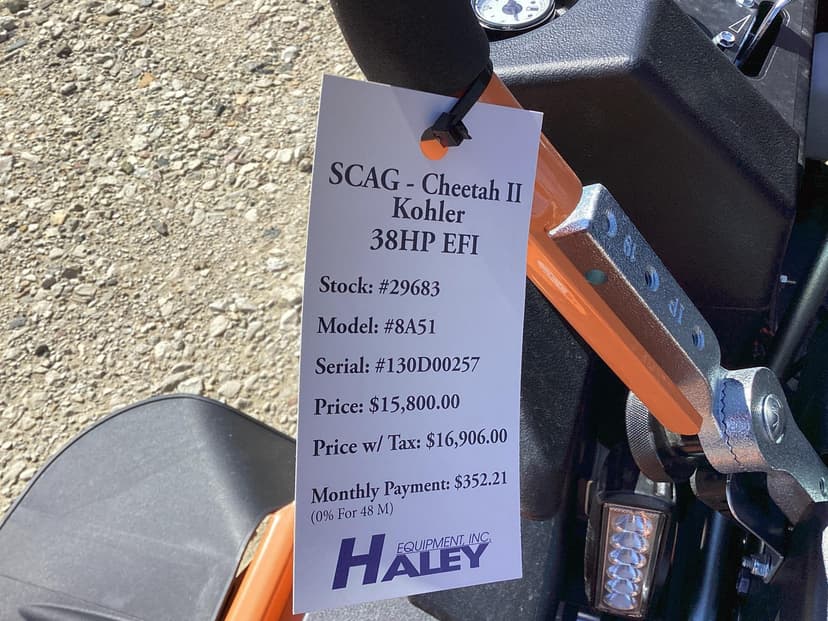 SCAG - Cheetah II
Kohler
38HP EFI
Stock: #29683
Model: #8A51
Serial: #130D00257
Price: $15,800.00
Price w/ Tax: $16,906.00
Monthly Payment: $352.21
(0% For 48 M)
EQUIPMENT, INC.
HALEY